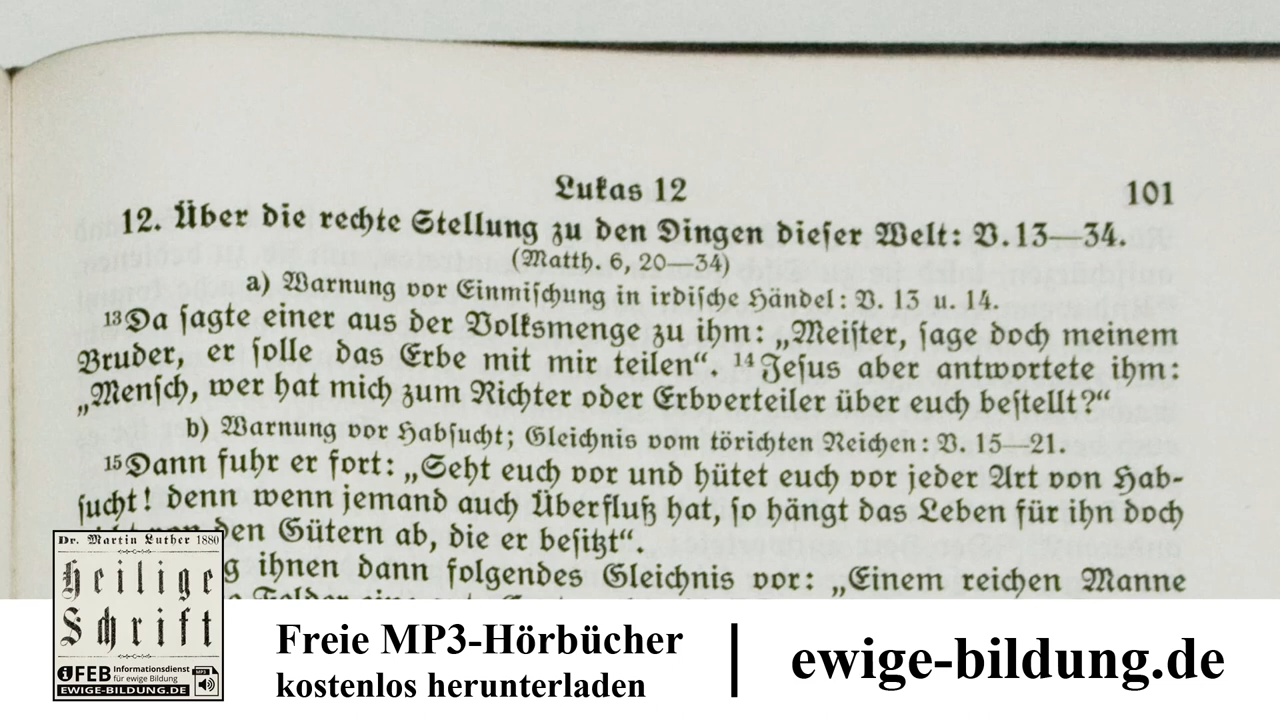 Lukas 12 101
12. Über die rechte Stellung zu den Dingen dieser Welt: V. 13—34.
(Matth. 6, 20—34)
a) Warnung vor Einmischung in irdische Händel: V. 13 u. 14.
¹³Da sagte einer aus der Volksmenge zu ihm: „Meister, sage doch meinem
Bruder, er solle das Erbe mit mir teilen“. ¹⁴Jesus aber antwortete ihm:
„Mensch, wer hat mich zum Richter oder Erbverteiler über euch bestellt?“
b) Warnung vor Habsucht; Gleichnis vom törichten Reichen: V. 15—21.
¹⁵Dann fuhr er fort: „Seht euch vor und hütet euch vor jeder Art von Hab-
sucht! denn wenn jemand auch Überfluß hat, so hängt das Leben für ihn doch
den Gütern ab, die er besitzt“.
ihnen dann folgendes Gleichnis vor: „Einem reichen Manne
Dr. Martin Luther 1880
Heilige
Schrift
iFEB Informationsdienst
für ewige Bildung
MP3
EWIGE-BILDUNG.DE
Freie MP3-Hörbücher
kostenlos herunterladen
ewige-bildung.de